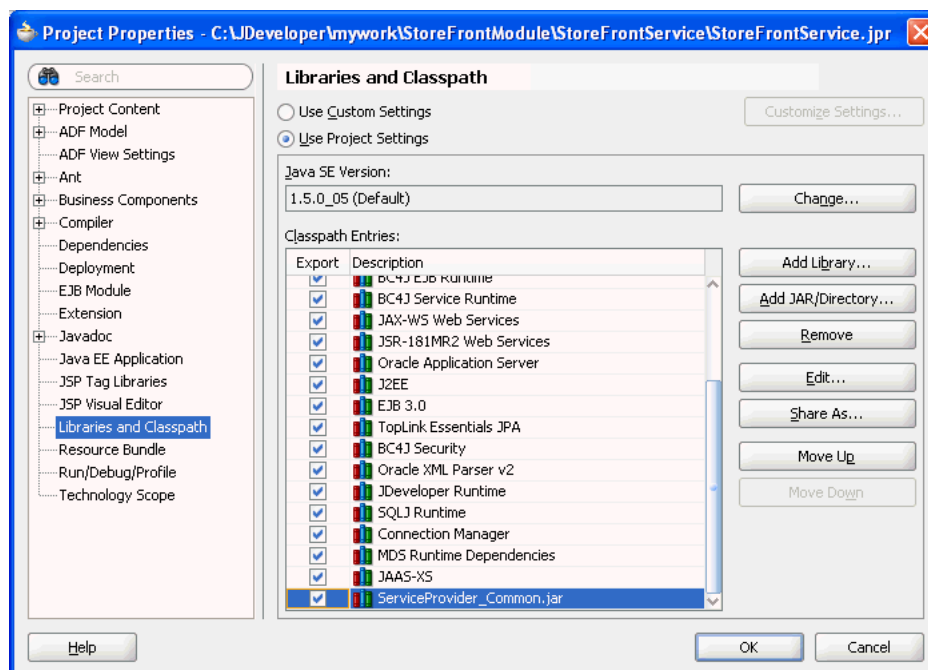 Project Properties - C:\JDeveloper\mywork\StoreFrontModule\StoreFrontService\StoreFrontService.jpr
Search
Project Content
ADF Model
ADF View Settings
Ant
Business Components
Compiler
Dependencies
Deployment
EJB Module
Extension
Javadoc
Java EE Application
JSP Tag Libraries
JSP Visual Editor
Libraries and Classpath
Resource Bundle
Run/Debug/Profile
Technology Scope
Libraries and Classpath
Use Custom Settings
Customize Settings...
Use Project Settings
Java SE Version:
1.5.0_05 (Default)
Change...
Classpath Entries:
Export Description
BC4J EJB Runtime
BC4J Service Runtime
JAX-WS Web Services
JSR-181MR2 Web Services
Oracle Application Server
J2EE
EJB 3.0
TopLink Essentials JPA
BC4J Security
Oracle XML Parser v2
JDeveloper Runtime
SQLJ Runtime
Connection Manager
MDS Runtime Dependencies
JAAS-XS
ServiceProvider_Common.jar
Add Library...
Add JAR/Directory...
Remove
Edit...
Share As...
Move Up
Move Down
Help
OK
Cancel